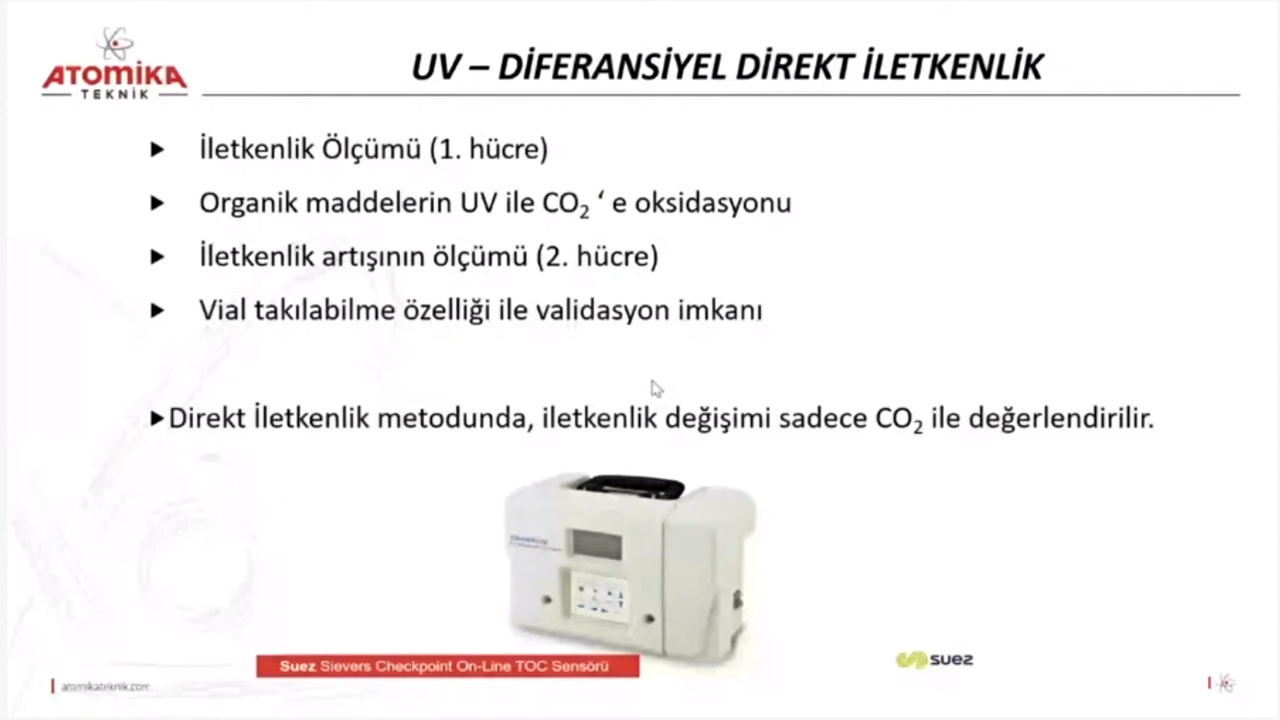 ATOMİKA
TEKNİK
UV – DİFERANSİYEL DİREKT İLETKENLİK
İletkenlik Ölçümü (1. hücre)
Organik maddelerin UV ile CO₂ ‘ e oksidasyonu
İletkenlik artışının ölçümü (2. hücre)
Vial takılabilme özelliği ile validasyon imkanı
Direkt İletkenlik metodunda, iletkenlik değişimi sadece CO₂ ile değerlendirilir.
Suez Sievers Checkpoint On-Line TOC Sensörü
suez
atomikateknik.com